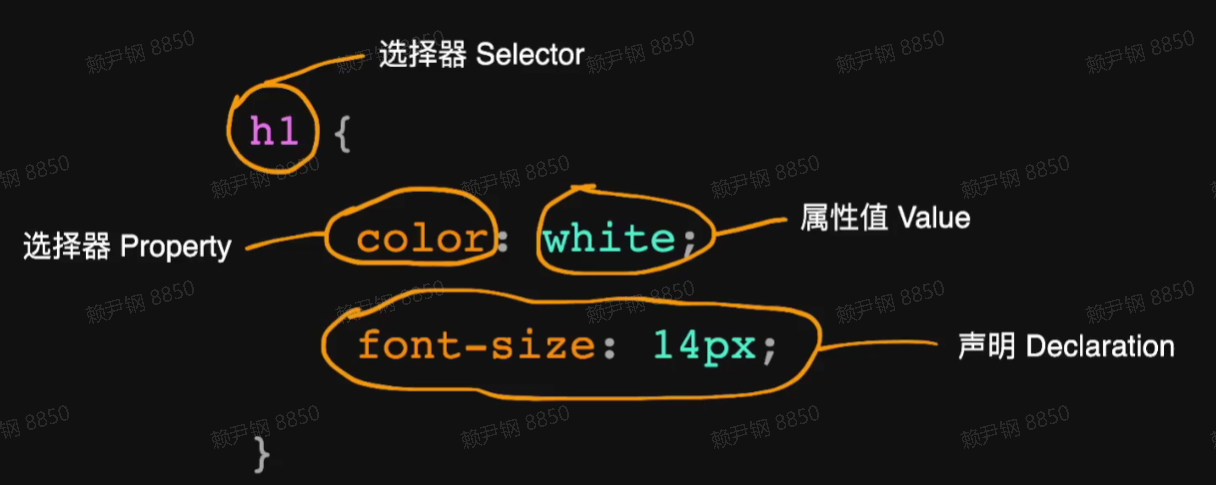 选择器 Selector
h1 {
选择器 Property
color: white;
属性值 Value
font-size: 14px;
声明 Declaration
}
赖尹钢 8850